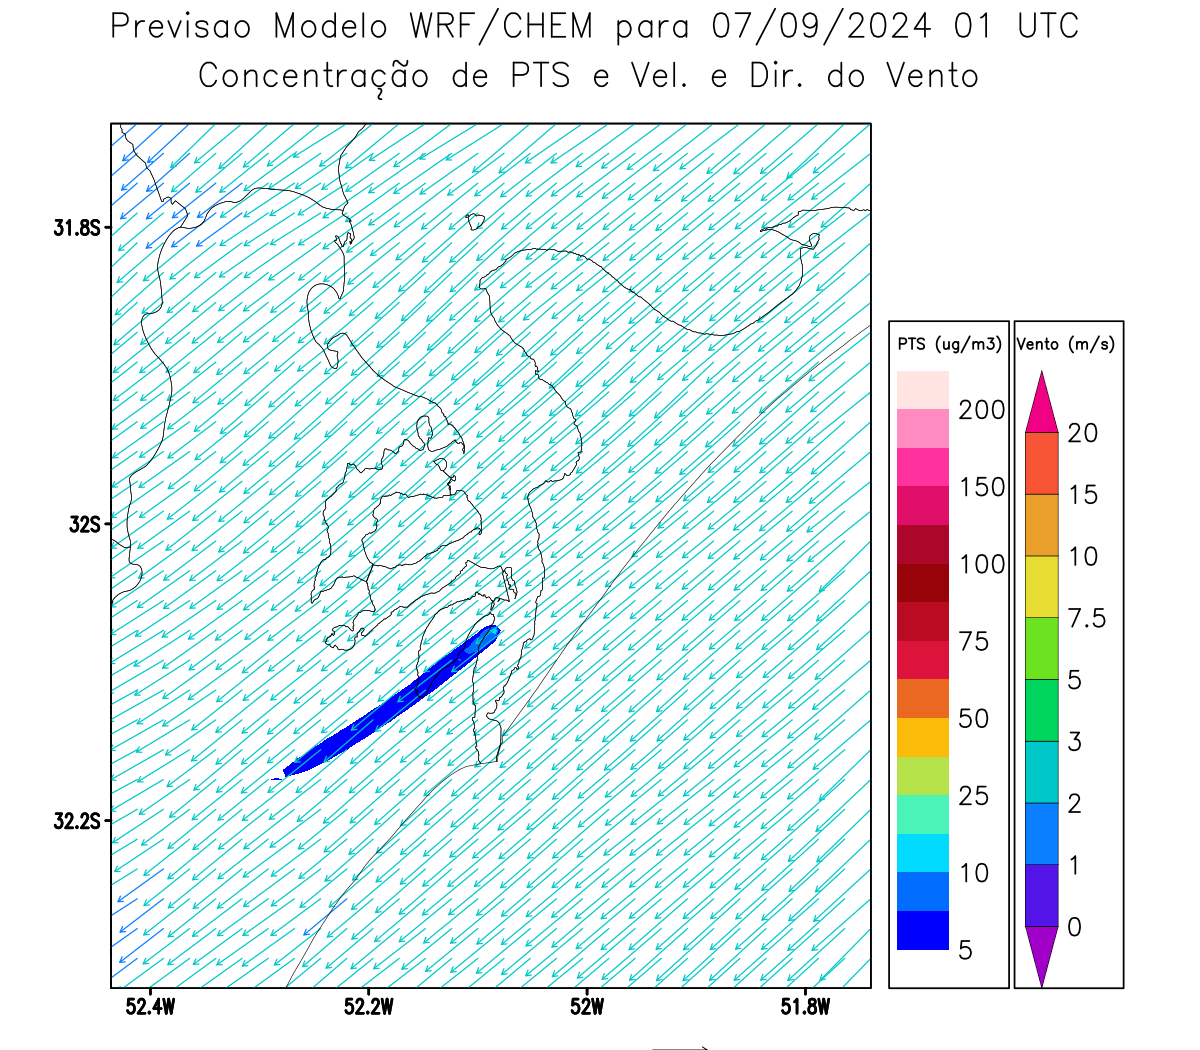 Previsao Modelo WRF/CHEM para 07/09/2024 01 UTC
Concentração de PTS e Vel. e Dir. do Vento
31.8S
32S
32.2S
52.4W 52.2W 52W 51.8W
PTS (ug/m3)
200
150
100
75
50
25
10
5
Vento (m/s)
20
15
10
7.5
5
3
2
1
0